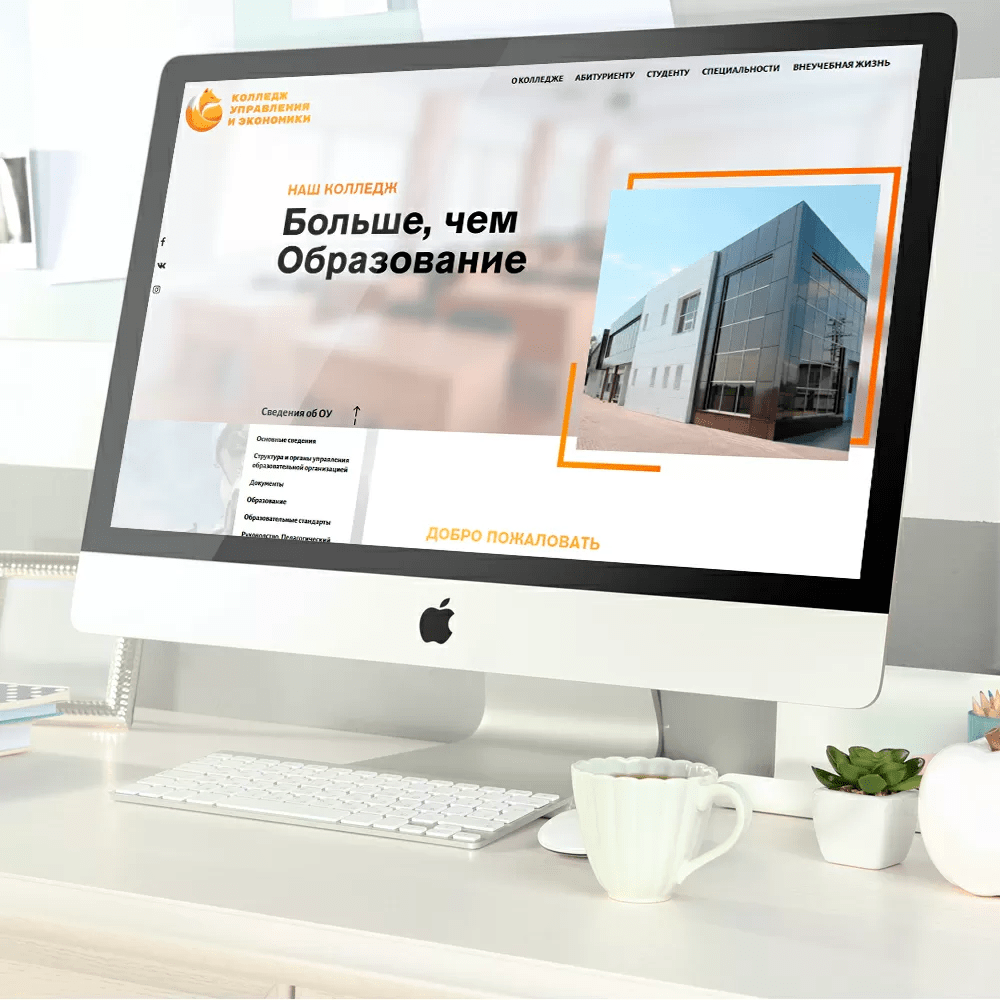 КОЛЛЕДЖ
УПРАВЛЕНИЯ
И ЭКОНОМИКИ
О КОЛЛЕДЖЕ АБИТУРИЕНТУ СТУДЕНТУ СПЕЦИАЛЬНОСТИ ВНЕУЧЕБНАЯ ЖИЗНЬ
НАШ КОЛЛЕДЖ
Больше, чем
Образование
Сведения об ОУ
Основные сведения
Структура и органы управления
образовательной организацией
Документы
Образование
Образовательные стандарты
Руководство. Педагогический
ДОБРО ПОЖАЛОВАТЬ